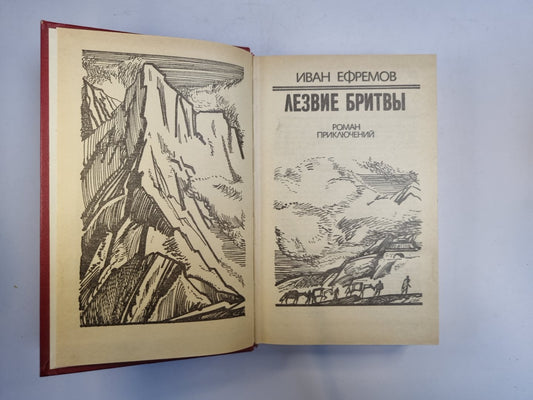 ИВАН ЕФРЕМОВ
ЛЕЗВИЕ БРИТВЫ
РОМАН
ПРИКЛЮЧЕНИЙ